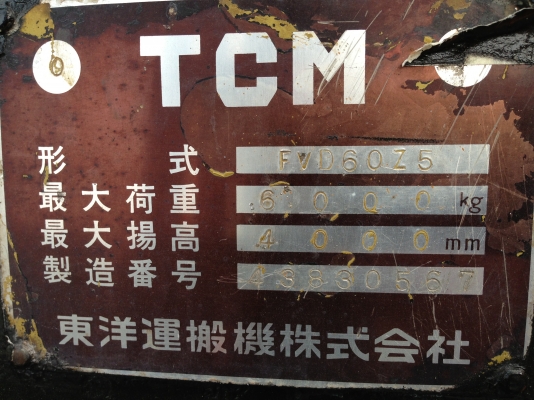 TCM
形式 FVD60Z5
最大荷重 6000 kg
最大揚高 4000 mm
製造番号 43830567
東洋運搬機株式会社